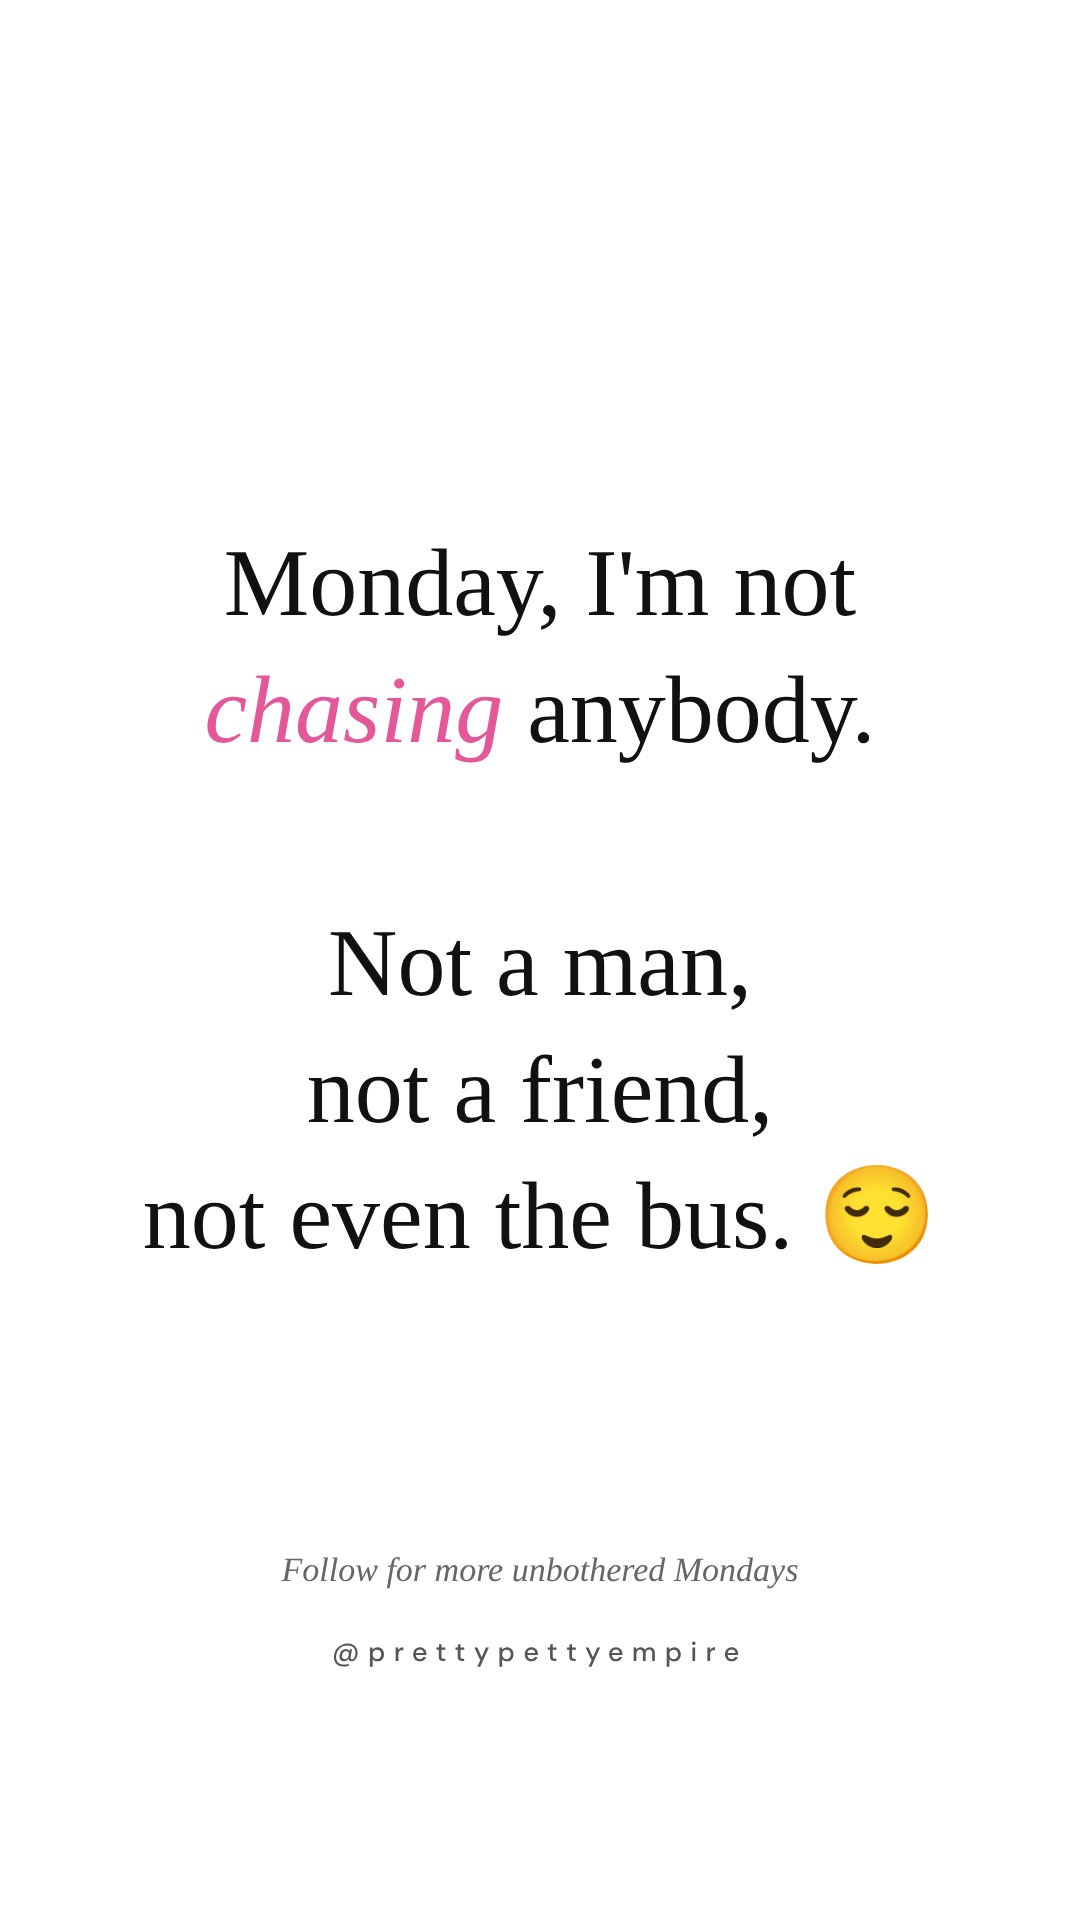 Monday, I'm not
chasing anybody.
Not a man,
not a friend,
not even the bus. 😌
Follow for more unbothered Mondays
@prettypettyempire